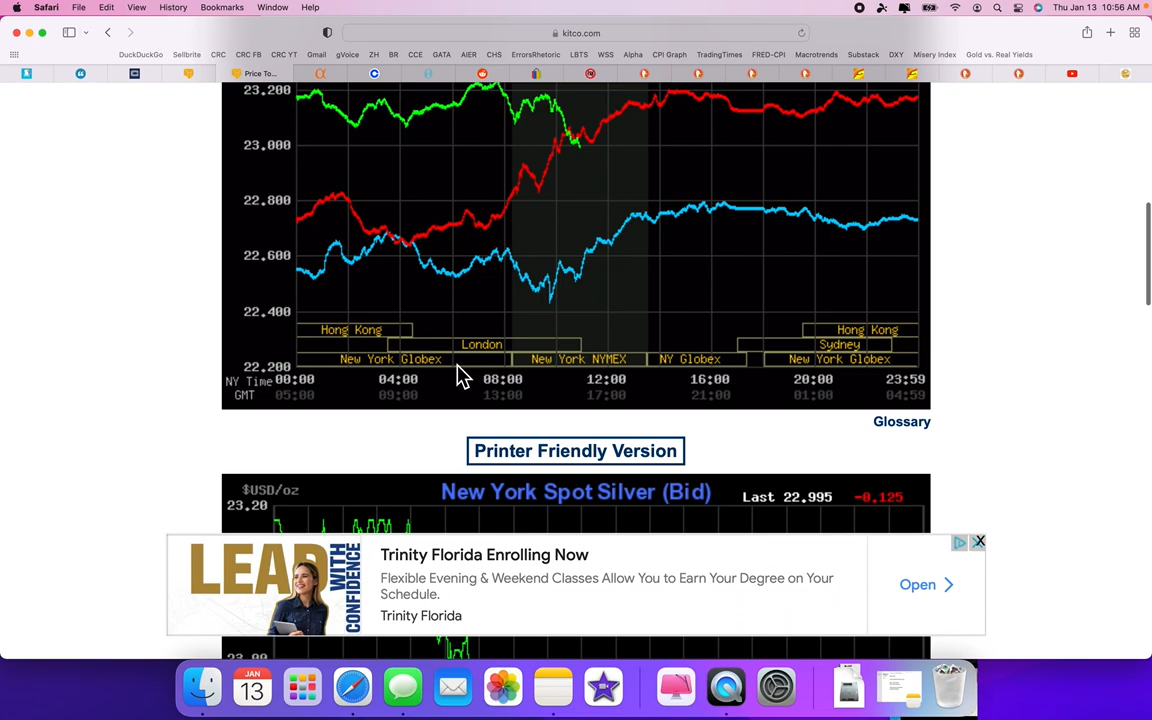 Safari File Edit View History Bookmarks Window Help Thu Jan 13 10:56 AM
kitco.com
DuckDuckGo Sellbrite CRC CRC FB CRC YT Gmail gVoice ZH BR CCE GATA AIER CHS ErrorsRhetoric LBTS WSS Alpha CPI Graph TradingTimes FRED-CPI Macrotrends Substack DXY Misery Index Gold vs. Real Yields
Price To...
23,200
23,000
22,800
22,600
22,400
22,200
Hong Kong Hong Kong
London Sydney
New York Globex New York NYMEX NY Globex New York Globex
NY Time 00:00 04:00 08:00 12:00 16:00 20:00 23:59
GMT 05:00 09:00 13:00 17:00 21:00 01:00 04:59
Glossary
Printer Friendly Version
$USD/oz New York Spot Silver (Bid) Last 22.995 -0.125
23.20
LEAD WITH CONFIDENCE
Trinity Florida Enrolling Now
Flexible Evening & Weekend Classes Allow You to Earn Your Degree on Your
Schedule.
Trinity Florida
Open
X
JAN
13